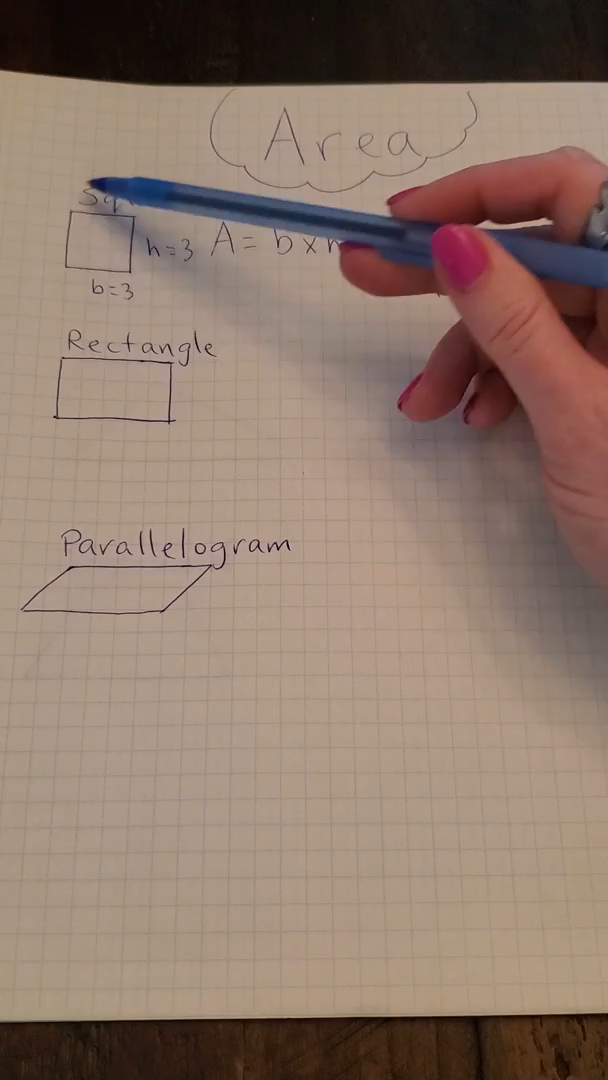 Area
h=3 A= b x
b=3
Rectangle
Parallelogram